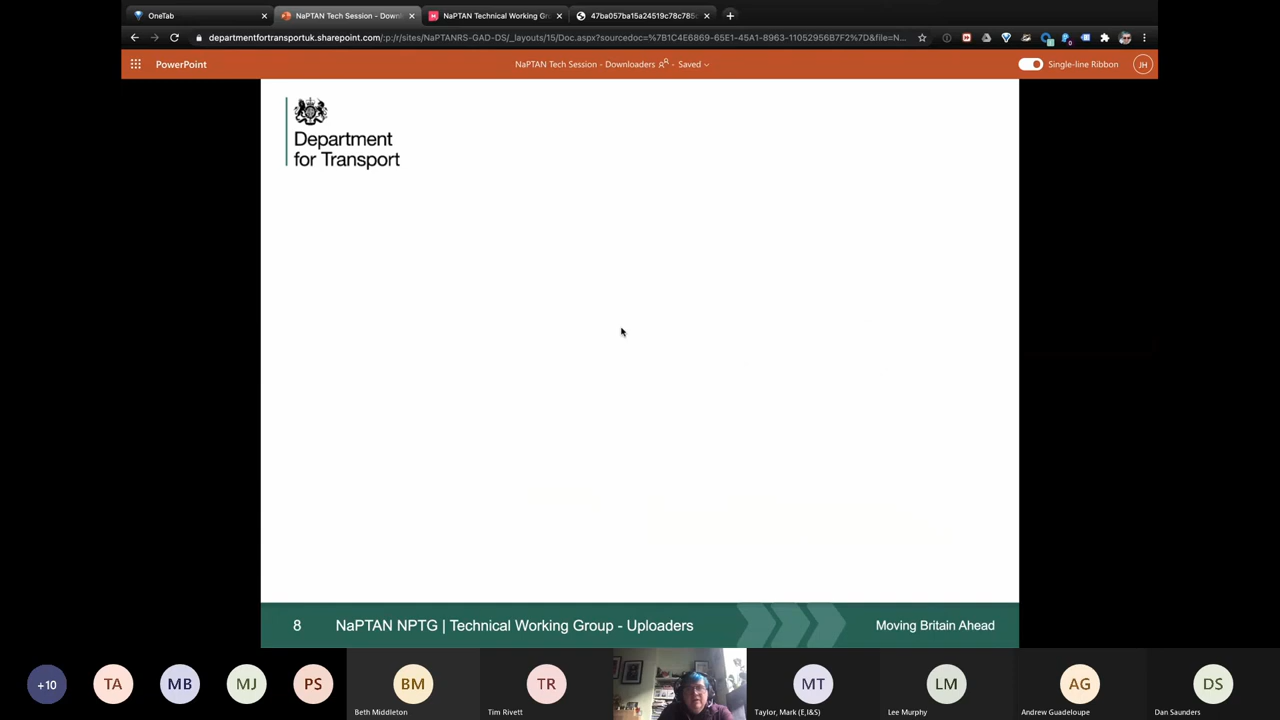 OneTab
NaPTAN Tech Session - Downl
NaPTAN Technical Working Gr
47ba057ba15a24519c78c785
departmentfortransportuk.sharepoint.com/:p:/r/sites/NaPTANRS-GAD-DS/_layouts/15/Doc.aspx?sourcedoc=%7B1C4E6869-65E1-45A1-8963-11052956B7F2%7D&file=N...
PowerPoint
NaPTAN Tech Session - Downloaders - Saved
Single-line Ribbon
JH
Department
for Transport
8
NaPTAN NPTG | Technical Working Group - Uploaders
Moving Britain Ahead
+10
TA
MB
MJ
PS
BM
Beth Middleton
TR
Tim Rivett
MT
Taylor, Mark (E,I&S)
LM
Lee Murphy
AG
Andrew Guadeloupe
DS
Dan Saunders